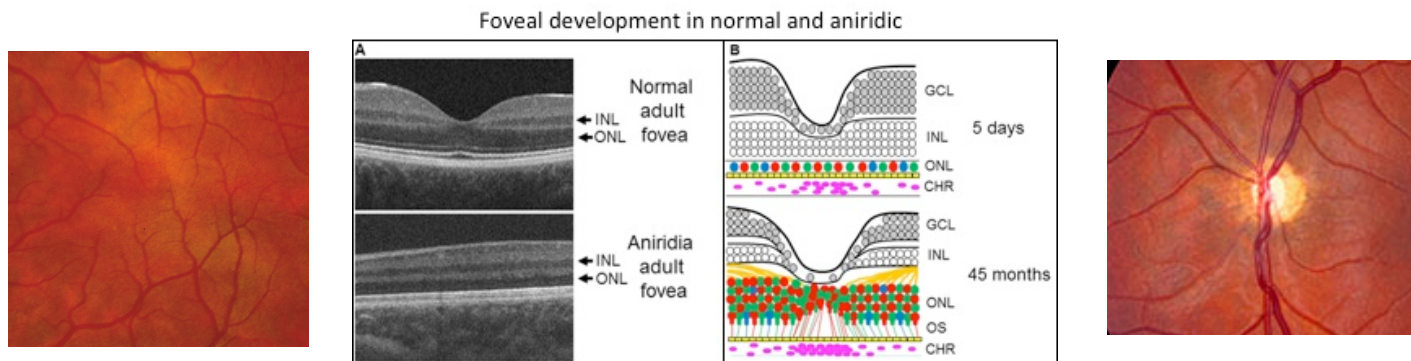 Foveal development in normal and aniridic
A
Normal
adult
fovea
INL
ONL
Aniridia
adult
fovea
INL
ONL
B
GCL
INL
ONL
CHR
5 days
GCL
INL
ONL
OS
CHR
45 months